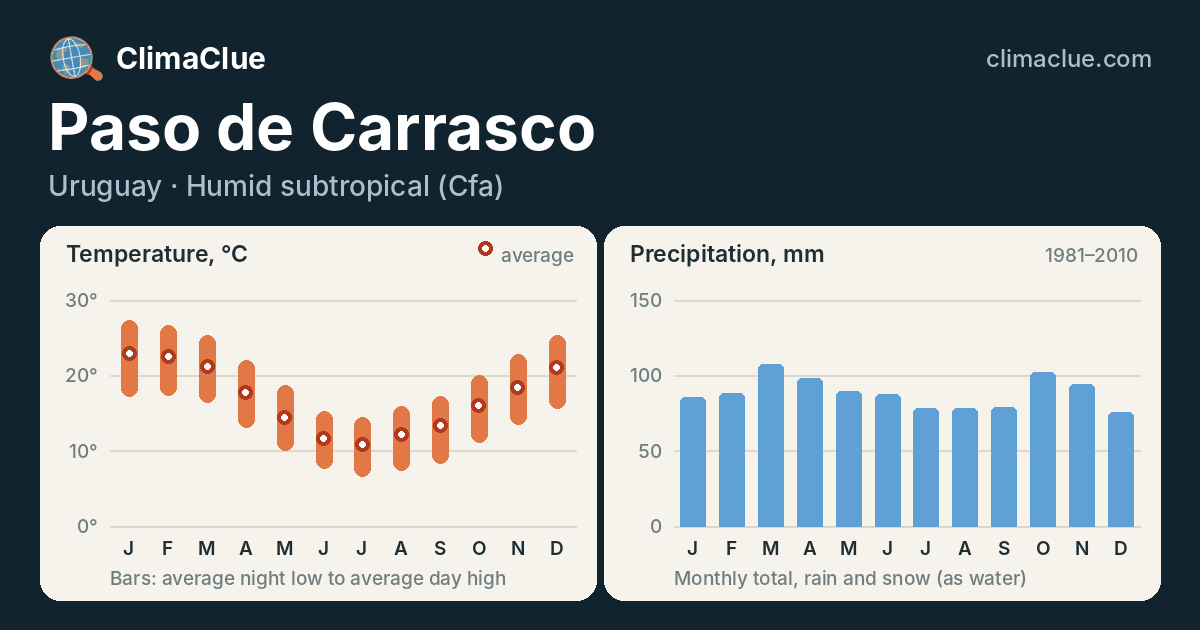 ClimaClue
climaclue.com
Paso de Carrasco
Uruguay · Humid subtropical (Cfa)
Temperature, °C
average
30°
20°
10°
0°
J F M A M J J A S O N D
Bars: average night low to average day high
Precipitation, mm
1981–2010
150
100
50
0
J F M A M J J A S O N D
Monthly total, rain and snow (as water)